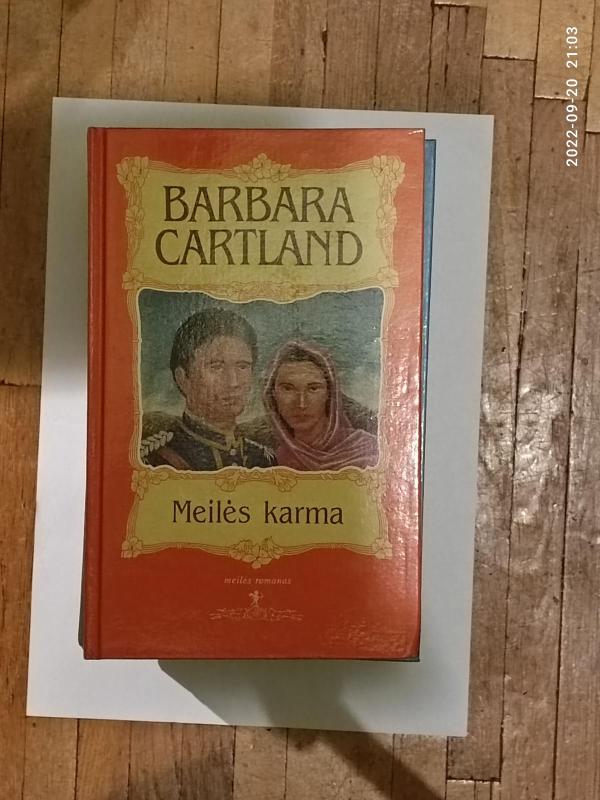 BARBARA
CARTLAND
Meilės karma
meilės romanas
2022-09-20 21:03